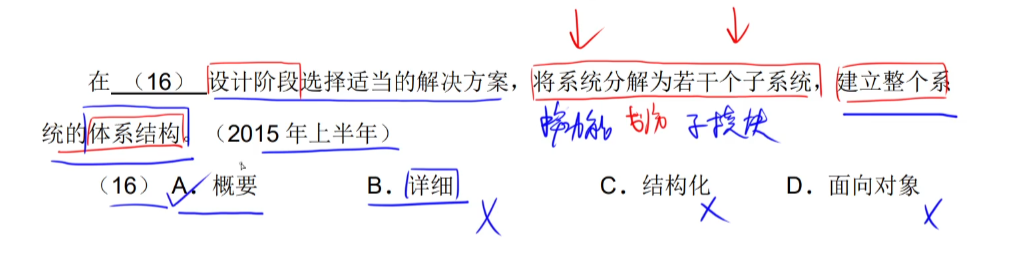 在 （16） 设计阶段选择适当的解决方案，将系统分解为若干个子系统，建立整个系
统的体系结构。（2015 年上半年）
划为 子模块
（16） A．概要 B．详细 C．结构化 D．面向对象